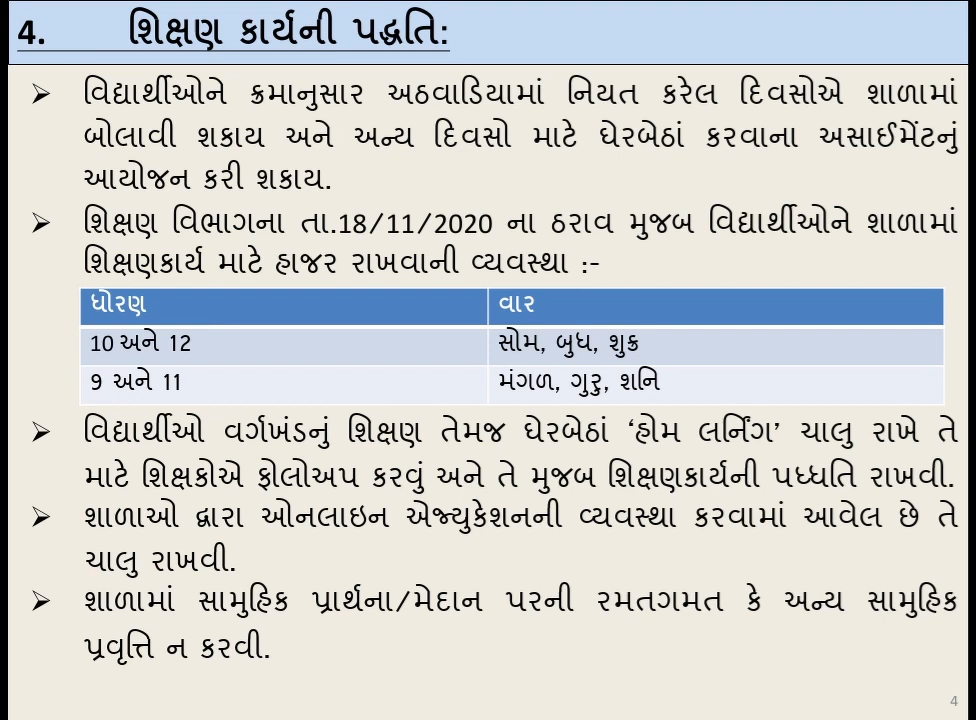 4. શિક્ષણ કાર્યની પદ્ધતિ:
➢ વિદ્યાર્થીઓને ક્રમાનુસાર અઠવાડિયામાં નિયત કરેલ દિવસોએ શાળામાં
બોલાવી શકાય અને અન્ય દિવસો માટે ઘેરબેઠાં કરવાના અસાઈમેંટનું
આયોજન કરી શકાય.
➢ શિક્ષણ વિભાગના તા.18/11/2020 ના ઠરાવ મુજબ વિદ્યાર્થીઓને શાળામાં
શિક્ષણકાર્ય માટે હાજર રાખવાની વ્યવસ્થા :-
ધોરણ વાર
10 અને 12 સોમ, બુધ, શુક્ર
9 અને 11 મંગળ, ગુરુ, શનિ
➢ વિદ્યાર્થીઓ વર્ગખંડનું શિક્ષણ તેમજ ઘેરબેઠાં ‘હોમ લર્નિંગ’ ચાલુ રાખે તે
માટે શિક્ષકોએ ફોલોઅપ કરવું અને તે મુજબ શિક્ષણકાર્યની પધ્ધતિ રાખવી.
➢ શાળાઓ દ્વારા ઓનલાઇન એજ્યુકેશનની વ્યવસ્થા કરવામાં આવેલ છે તે
ચાલુ રાખવી.
➢ શાળામાં સામુહિક પ્રાર્થના/મેદાન પરની રમતગમત કે અન્ય સામુહિક
પ્રવૃત્તિ ન કરવી.
4